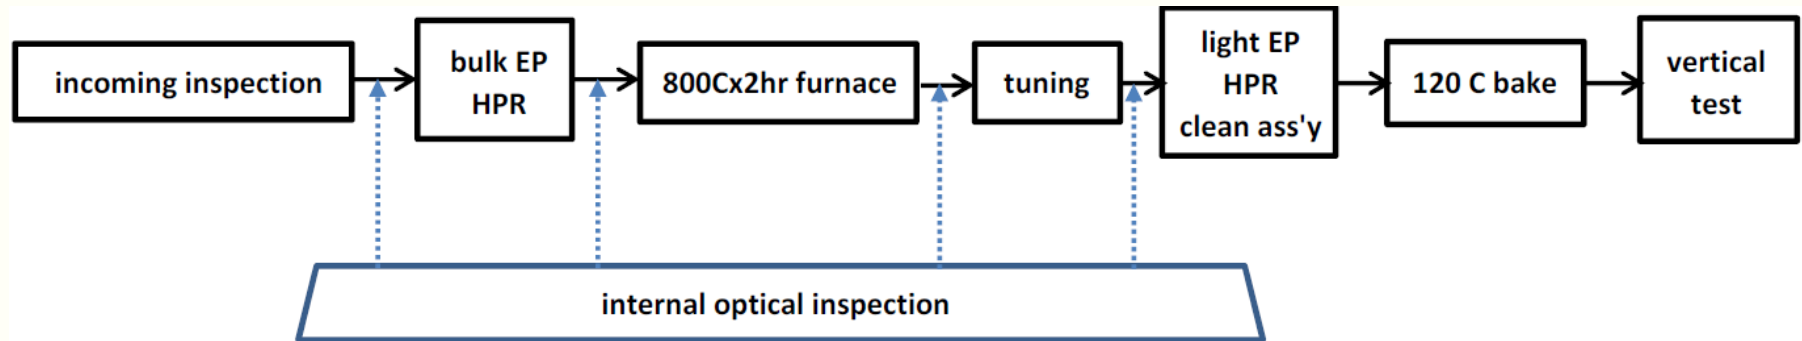 incoming inspection
bulk EP
HPR
800Cx2hr furnace
tuning
light EP
HPR
clean ass'y
120 C bake
vertical
test
internal optical inspection